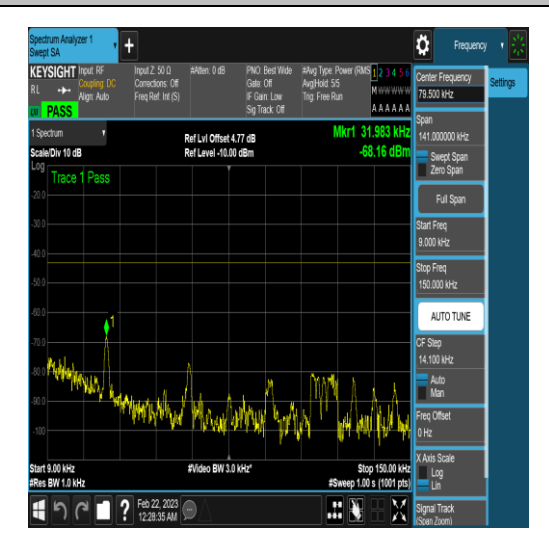 Spectrum Analyzer 1
Swept SA
Frequency
KEYSIGHT
RL
LW
PASS
Input: RF
Coupling: DC
Align: Auto
Input Z: 50 Ω
Corrections: Off
Freq Ref: Int (S)
#Atten: 0 dB
PNO: Best Wide
Gate: Off
IF Gain: Low
Sig Track: Off
#Avg Type: Power (RMS
Avg|Hold: 5/5
Trig: Free Run
1 2 3 4 5 6
M W W W W W
A A A A A A
Center Frequency
79.500 kHz
Settings
Span
141.000000 kHz
Swept Span
Zero Span
Full Span
Start Freq
9.000 kHz
Stop Freq
150.000 kHz
AUTO TUNE
CF Step
14.100 kHz
Auto
Man
Freq Offset
0 Hz
X Axis Scale
Log
Lin
Signal Track
(Span Zoom)
1 Spectrum
Scale/Div 10 dB
Ref Lvl Offset 4.77 dB
Ref Level -10.00 dBm
Mkr1 31.983 kHz
-68.16 dBm
Log
Trace 1 Pass
-20.0
-30.0
-40.0
-50.0
-60.0
-70.0
-80.0
-90.0
-100
1
Start 9.00 kHz
#Res BW 1.0 kHz
#Video BW 3.0 kHz*
Stop 150.00 kHz
#Sweep 1.00 s (1001 pts)
?
Feb 22, 2023
12:28:35 AM